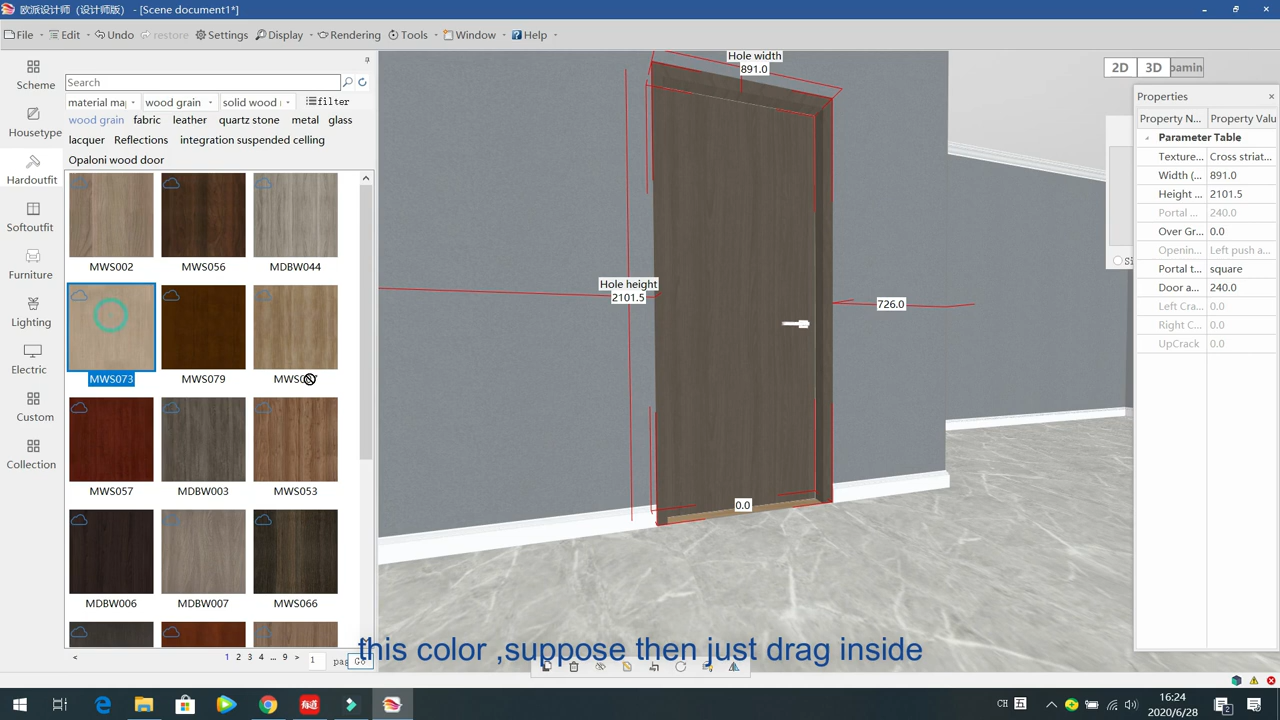 欧派设计师（设计师版） - [Scene document1*]
File Edit Undo restore Settings Display Rendering Tools Window Help
Scheme
Housetype
Hardoutfit
Softoutfit
Furniture
Lighting
Electric
Custom
Collection
Search
material ma wood grain solid wood filter
wood grain fabric leather quartz stone metal glass
lacquer Reflections integration suspended celling
Opaloni wood door
MWS002 MWS056 MDBW044
MWS073 MWS079
MWS057 MDBW003 MWS053
MDBW006 MDBW007 MWS066
< 1 2 3 4 ... 9 > 1
Hole width
891.0
Hole height
2101.5
726.0
0.0
2D 3D
Properties
Property N... Property Valu
Parameter Table
Texture... Cross striat...
Width (... 891.0
Height ... 2101.5
Portal ... 240.0
Over Gr... 0.0
Openin... Left push a...
Portal t... square
Door a... 240.0
Left Cra... 0.0
Right C... 0.0
UpCrack 0.0
this color ,suppose then just drag inside
CH 五
16:24
2020/6/28